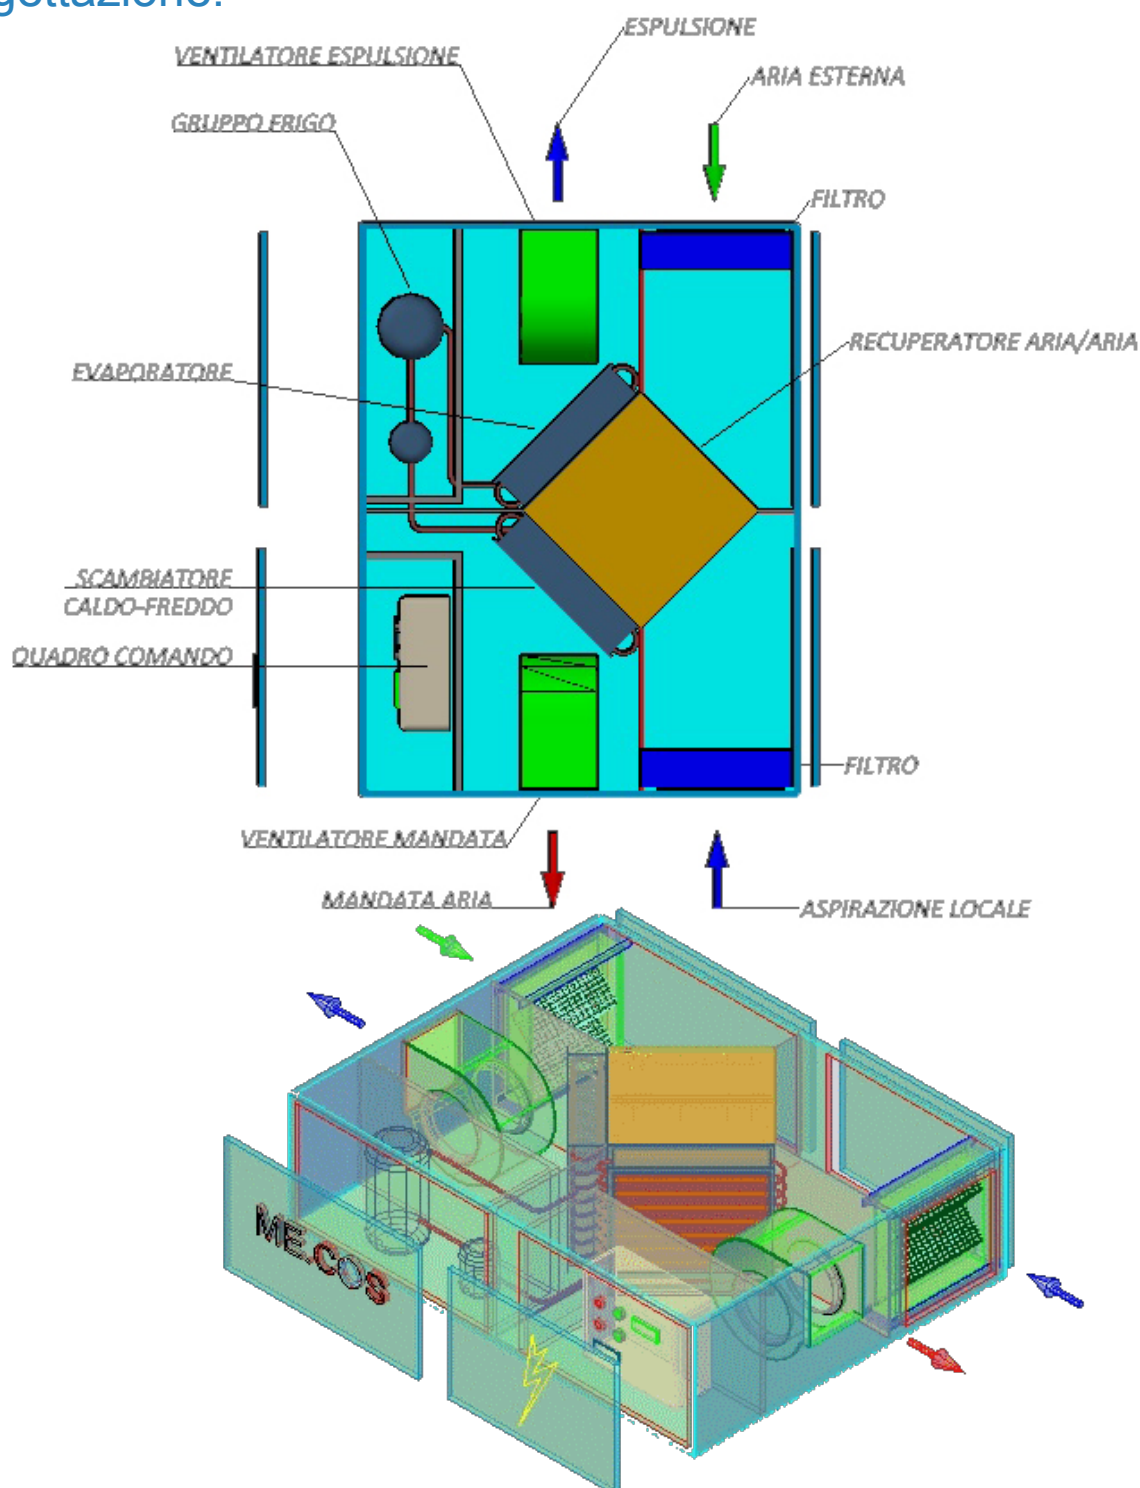 gettazione.
ESPULSIONE
VENTILATORE ESPULSIONE
ARIA ESTERNA
GRUPPO FRIGO
FILTRO
RECUPERATORE ARIA/ARIA
EVAPORATORE
SCAMBIATORE
CALDO-FREDDO
QUADRO COMANDO
FILTRO
VENTILATORE MANDATA
MANDATA ARIA
ASPIRAZIONE LOCALE
ME.COS